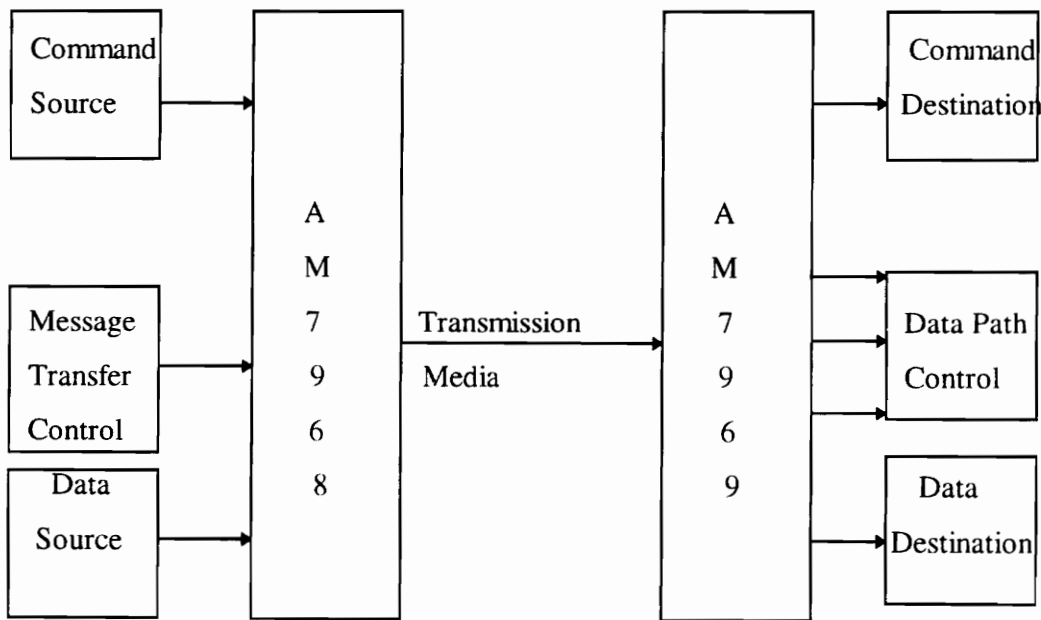 Command
Source
Message
Transfer
Control
Data
Source
A
M
7
9
6
8
Transmission
Media
A
M
7
9
6
9
Command
Destination
Data Path
Control
Data
Destination